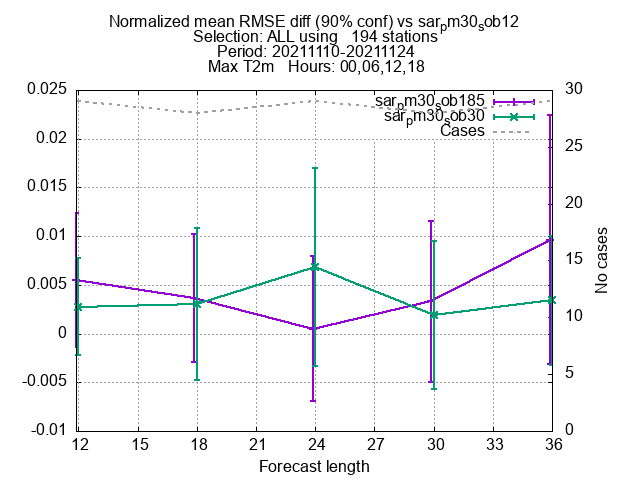 Normalized mean RMSE diff (90% conf) vs sarpm30sob12
Selection: ALL using   194 stations
Period: 20211110-20211124
Max T2m   Hours: 00,06,12,18
sarpm30sob185
sarpm30sob30
Cases
0.025
0.02
0.015
0.01
0.005
0
-0.005
-0.01
30
25
20
15
10
5
0
No cases
12 15 18 21 24 27 30 33 36
Forecast length